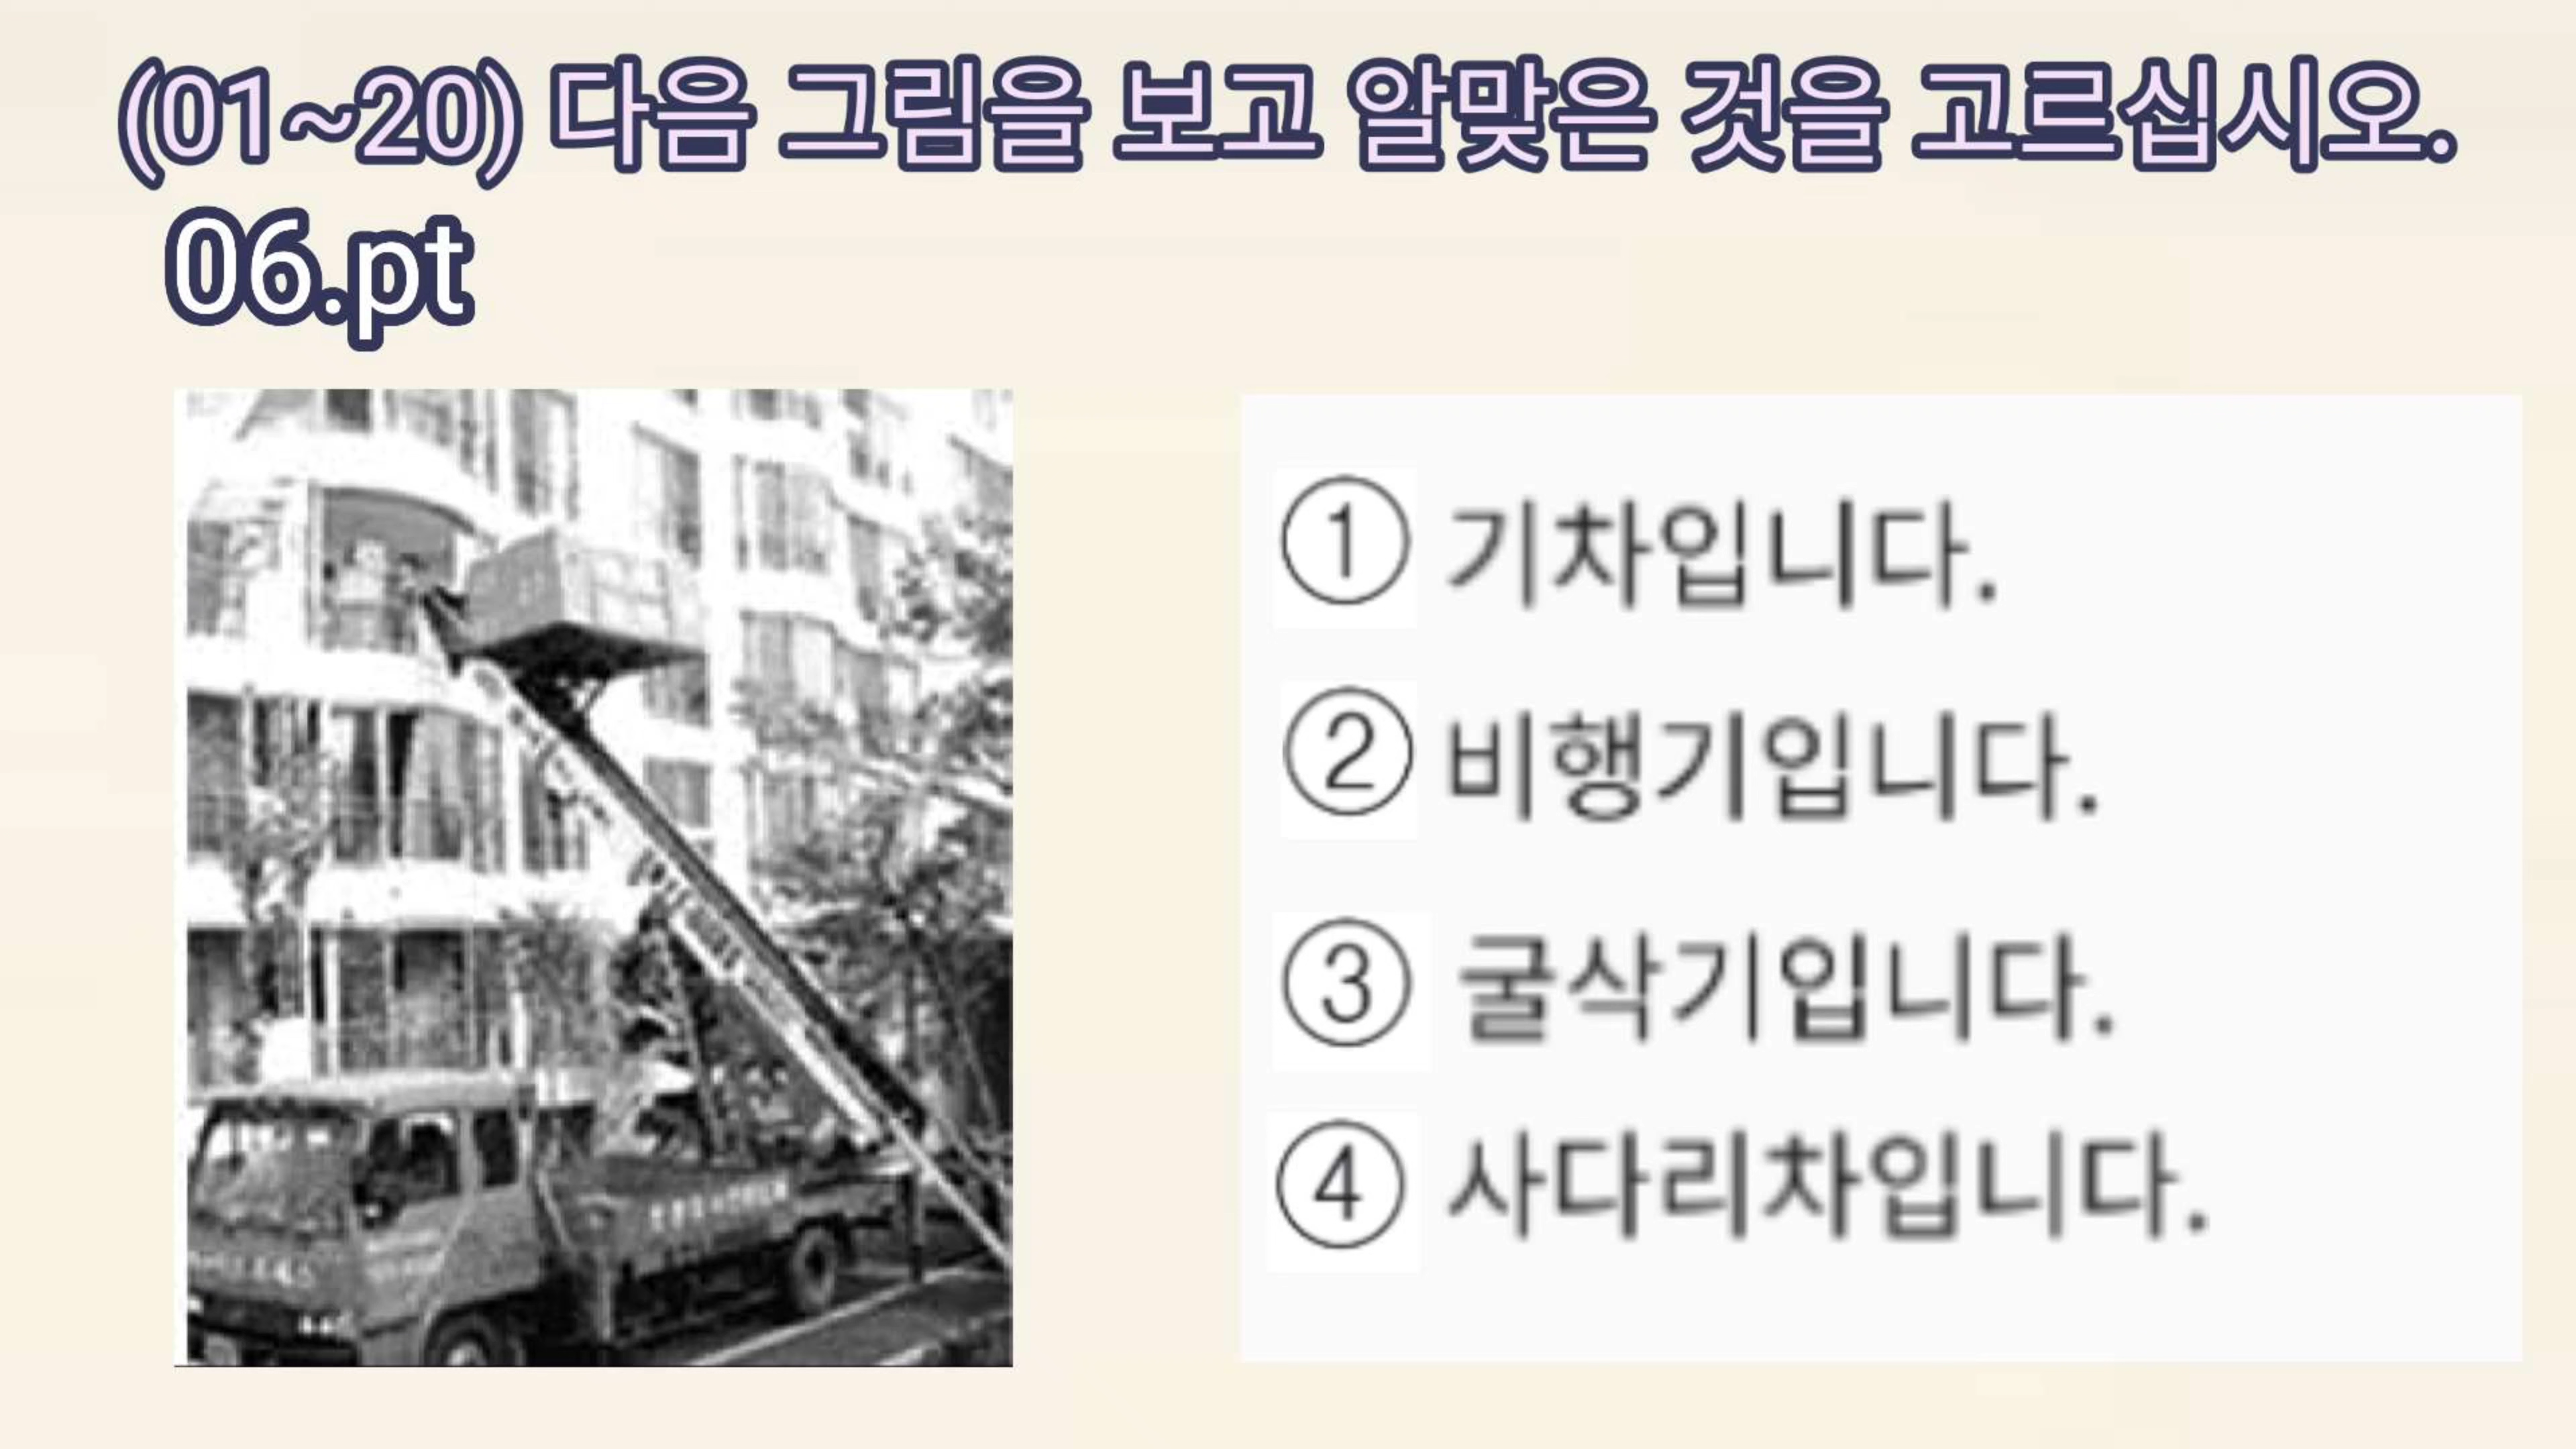 (01~20) 다음 그림을 보고 알맞은 것을 고르십시오.
06.pt
① 기차입니다.
② 비행기입니다.
③ 굴삭기입니다.
④ 사다리차입니다.